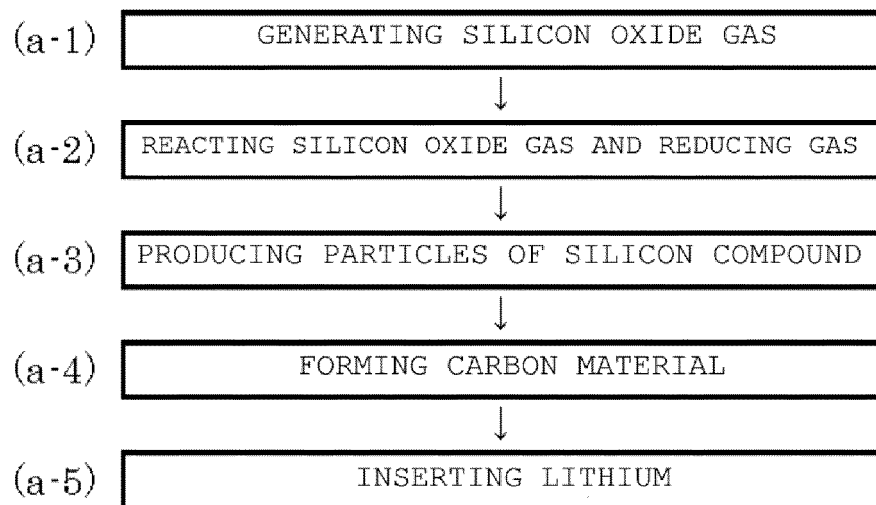 (a-1) GENERATING SILICON OXIDE GAS
↓
(a-2) REACTING SILICON OXIDE GAS AND REDUCING GAS
↓
(a-3) PRODUCING PARTICLES OF SILICON COMPOUND
↓
(a-4) FORMING CARBON MATERIAL
↓
(a-5) INSERTING LITHIUM